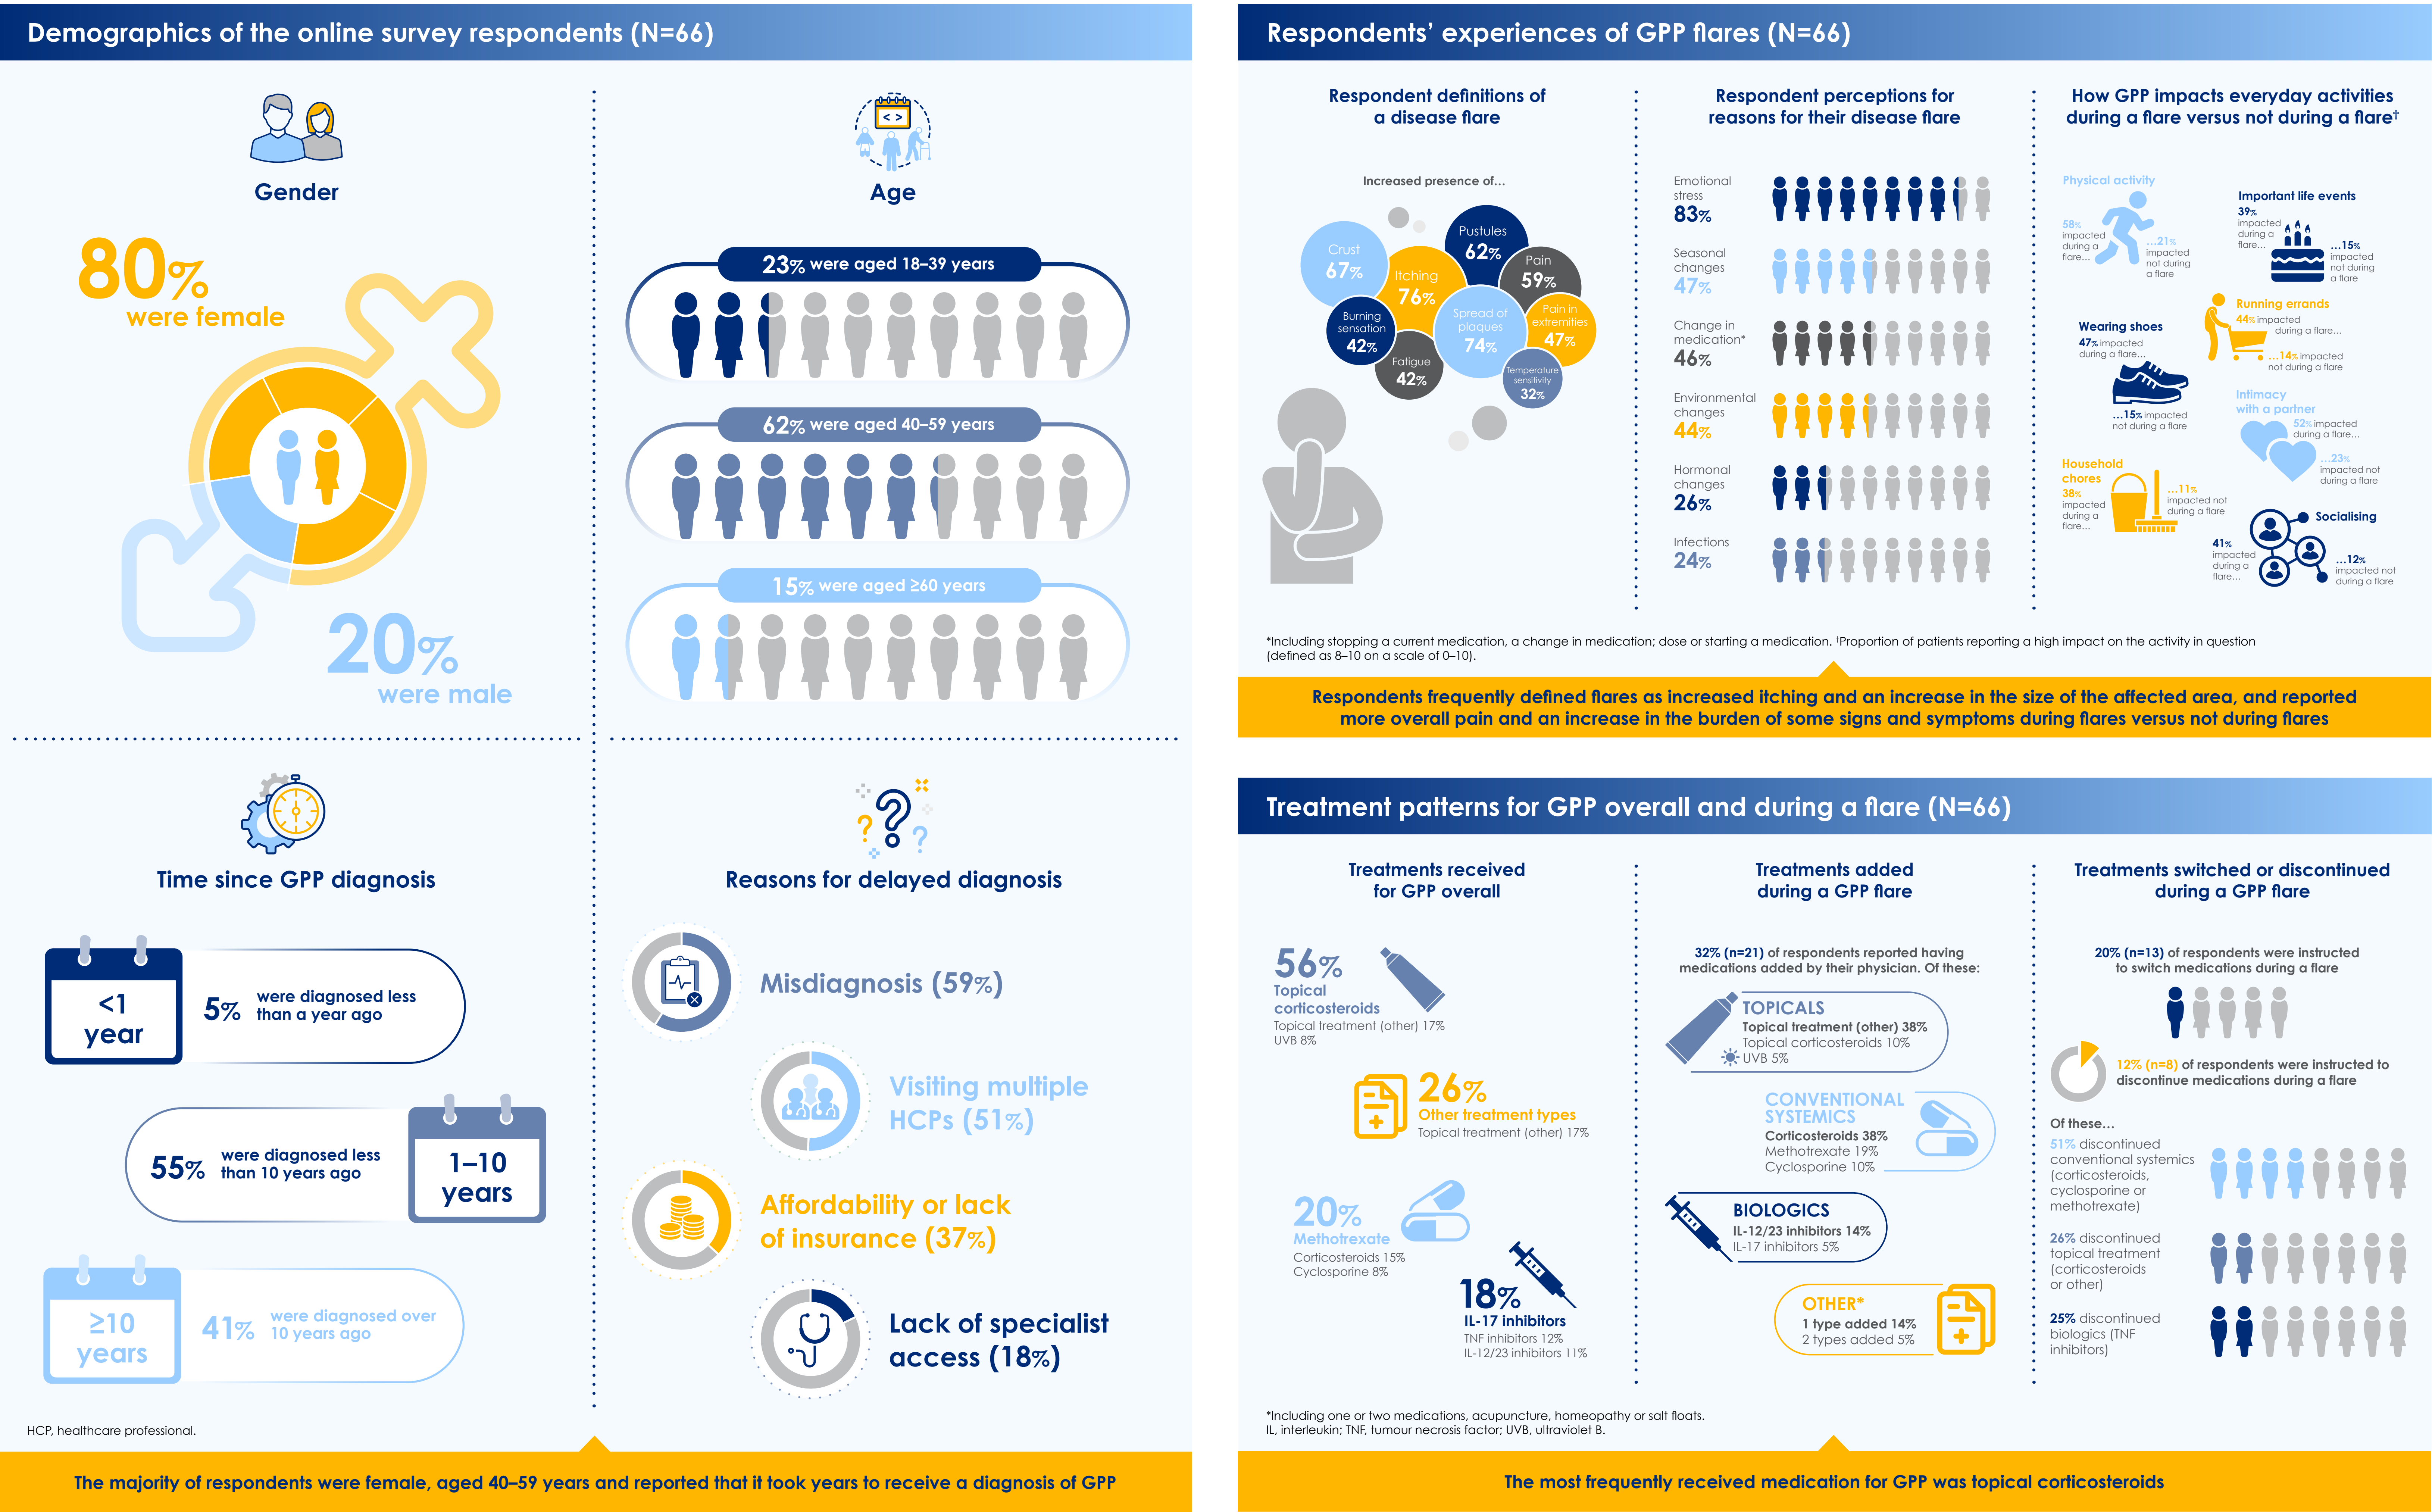 Demographics of the online survey respondents (N=66)
Gender
80%
were female
20%
were male
Age
23% were aged 18–39 years
62% were aged 40–59 years
15% were aged ≥60 years
Time since GPP diagnosis
<1
year
5%
were diagnosed less
than a year ago
55%
were diagnosed less
than 10 years ago
1–10
years
≥10
years
41%
were diagnosed over
10 years ago
Reasons for delayed diagnosis
Misdiagnosis (59%)
Visiting multiple
HCPs (51%)
Affordability or lack
of insurance (37%)
Lack of specialist
access (18%)
HCP, healthcare professional.
The majority of respondents were female, aged 40–59 years and reported that it took years to receive a diagnosis of GPP
Respondents’ experiences of GPP flares (N=66)
Respondent definitions of
a disease flare
Increased presence of…
Crust
67%
Itching
76%
Pustules
62%
Pain
59%
Burning
sensation
42%
Fatigue
42%
Spread of
plaques
74%
Pain in
extremities
47%
Temperature
sensitivity
32%
Respondent perceptions for
reasons for their disease flare
Emotional
stress
83%
Seasonal
changes
47%
Change in
medication*
46%
Environmental
changes
44%
Hormonal
changes
26%
Infections
24%
How GPP impacts everyday activities
during a flare versus not during a flare†
Physical activity
58%
impacted
during a
flare…
…21%
impacted
not during
a flare
Important life events
39%
impacted
during a
flare…
…15%
impacted
not during
a flare
Running errands
44% impacted
during a flare…
…14% impacted
not during a flare
Wearing shoes
47% impacted
during a flare…
…15% impacted
not during a flare
Intimacy
with a partner
52% impacted
during a flare…
…23%
impacted not
during a flare
Household
chores
38%
impacted
during a
flare…
…11%
impacted not
during a flare
Socialising
41%
impacted
during a
flare…
…12%
impacted not
during a flare
*Including stopping a current medication, a change in medication; dose or starting a medication. †Proportion of patients reporting a high impact on the activity in question
(defined as 8–10 on a scale of 0–10).
Respondents frequently defined flares as increased itching and an increase in the size of the affected area, and reported
more overall pain and an increase in the burden of some signs and symptoms during flares versus not during flares
Treatment patterns for GPP overall and during a flare (N=66)
Treatments received
for GPP overall
56%
Topical
corticosteroids
Topical treatment (other) 17%
UVB 8%
26%
Other treatment types
Topical treatment (other) 17%
20%
Methotrexate
Corticosteroids 15%
Cyclosporine 8%
18%
IL-17 inhibitors
TNF inhibitors 12%
IL-12/23 inhibitors 11%
Treatments added
during a GPP flare
32% (n=21) of respondents reported having
medications added by their physician. Of these:
TOPICALS
Topical treatment (other) 38%
Topical corticosteroids 10%
UVB 5%
CONVENTIONAL
SYSTEMICS
Corticosteroids 38%
Methotrexate 19%
Cyclosporine 10%
BIOLOGICS
IL-12/23 inhibitors 14%
IL-17 inhibitors 5%
OTHER*
1 type added 14%
2 types added 5%
Treatments switched or discontinued
during a GPP flare
20% (n=13) of respondents were instructed
to switch medications during a flare
12% (n=8) of respondents were instructed to
discontinue medications during a flare
Of these…
51% discontinued
conventional systemics
(corticosteroids,
cyclosporine or
methotrexate)
26% discontinued
topical treatment
(corticosteroids
or other)
25% discontinued
biologics (TNF
inhibitors)
*Including one or two medications, acupuncture, homeopathy or salt floats.
IL, interleukin; TNF, tumour necrosis factor; UVB, ultraviolet B.
The most frequently received medication for GPP was topical corticosteroids